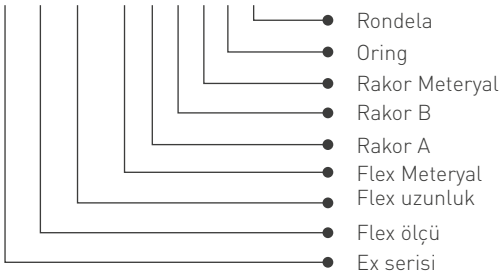 Rondela
Oring
Rakor Meteryal
Rakor B
Rakor A
Flex Meteryal
Flex uzunluk
Flex ölçü
Ex serisi